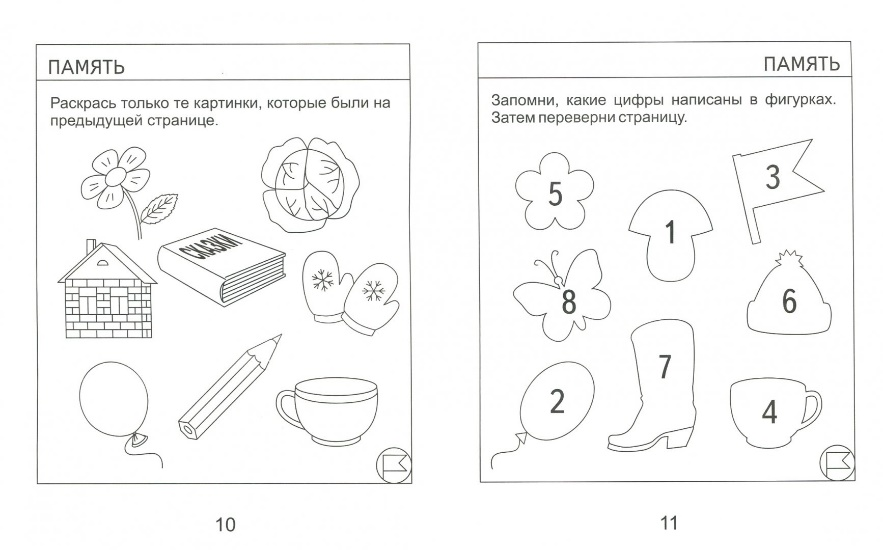 ПАМЯТЬ
Раскрась только те картинки, которые были на
предыдущей странице.
СКАЗКИ
10
ПАМЯТЬ
Запомни, какие цифры написаны в фигурках.
Затем переверни страницу.
5
1
3
8
6
7
2
4
11